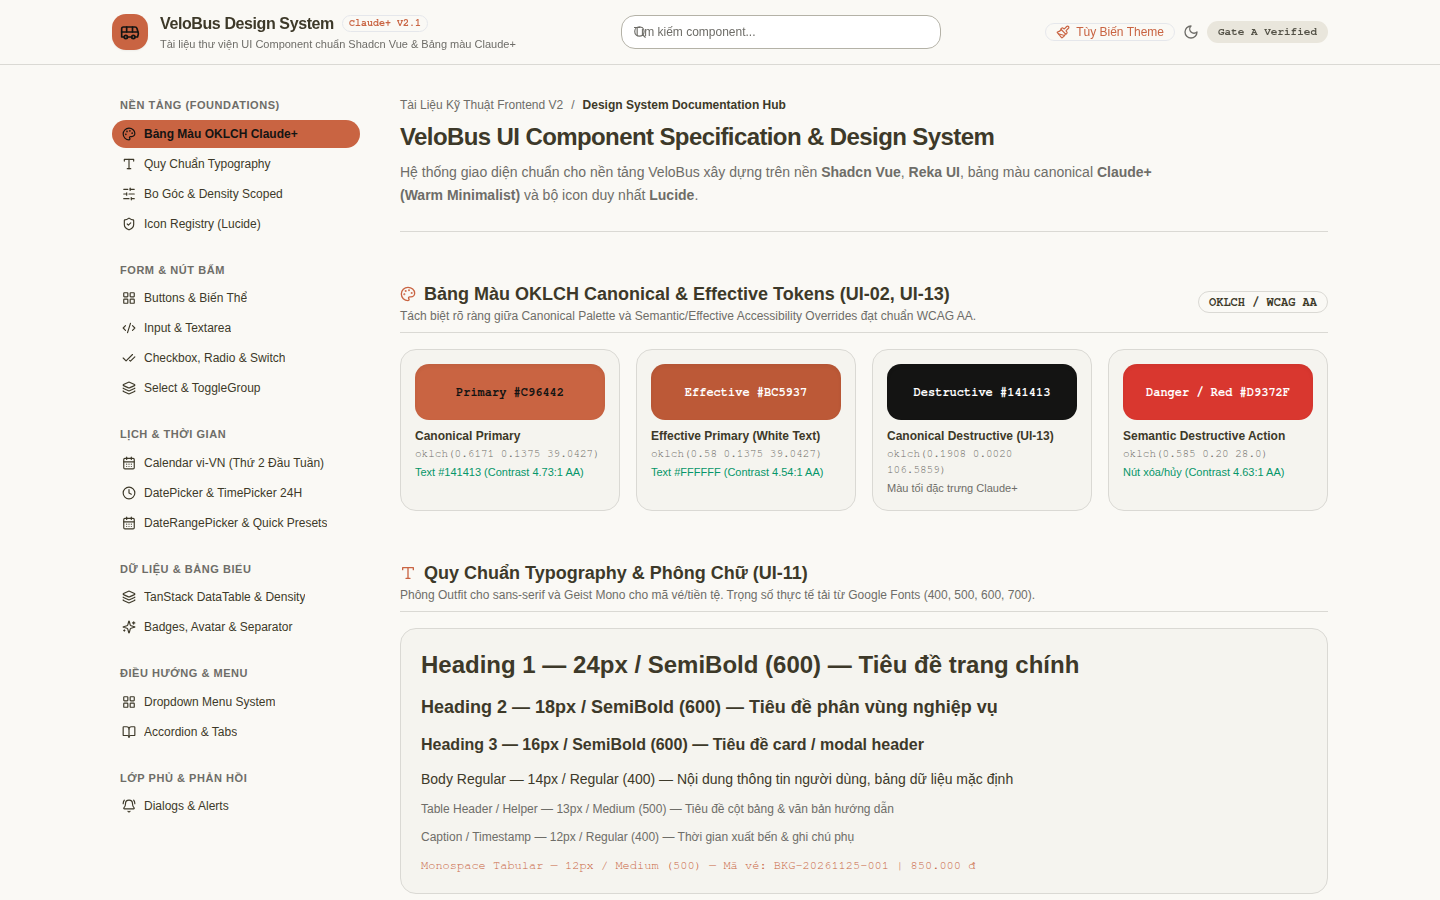 VeloBus Design System
Claude+ V2.1
Tài liệu thư viện UI Component chuẩn Shadcn Vue & Bảng màu Claude+
Tìm kiếm component...
Tùy Biến Theme
Gate A Verified
NỀN TẢNG (FOUNDATIONS)
Bảng Màu OKLCH Claude+
Quy Chuẩn Typography
Bo Góc & Density Scoped
Icon Registry (Lucide)
FORM & NÚT BẤM
Buttons & Biến Thể
Input & Textarea
Checkbox, Radio & Switch
Select & ToggleGroup
LỊCH & THỜI GIAN
Calendar vi-VN (Thứ 2 Đầu Tuần)
DatePicker & TimePicker 24H
DateRangePicker & Quick Presets
DỮ LIỆU & BẢNG BIỂU
TanStack DataTable & Density
Badges, Avatar & Separator
ĐIỀU HƯỚNG & MENU
Dropdown Menu System
Accordion & Tabs
LỚP PHỦ & PHẢN HỒI
Dialogs & Alerts
Tài Liệu Kỹ Thuật Frontend V2 / Design System Documentation Hub
VeloBus UI Component Specification & Design System
Hệ thống giao diện chuẩn cho nền tảng VeloBus xây dựng trên nền Shadcn Vue, Reka UI, bảng màu canonical Claude+
(Warm Minimalist) và bộ icon duy nhất Lucide.
Bảng Màu OKLCH Canonical & Effective Tokens (UI-02, UI-13)
Tách biệt rõ ràng giữa Canonical Palette và Semantic/Effective Accessibility Overrides đạt chuẩn WCAG AA.
OKLCH / WCAG AA
Primary #C96442
Canonical Primary
oklch(0.6171 0.1375 39.0427)
Text #141413 (Contrast 4.73:1 AA)
Effective #BC5937
Effective Primary (White Text)
oklch(0.58 0.1375 39.0427)
Text #FFFFFF (Contrast 4.54:1 AA)
Destructive #141413
Canonical Destructive (UI-13)
oklch(0.1908 0.0020
106.5859)
Màu tối đặc trưng Claude+
Danger / Red #D9372F
Semantic Destructive Action
oklch(0.585 0.20 28.0)
Nút xóa/hủy (Contrast 4.63:1 AA)
Quy Chuẩn Typography & Phông Chữ (UI-11)
Phông Outfit cho sans-serif và Geist Mono cho mã vé/tiền tệ. Trọng số thực tế tải từ Google Fonts (400, 500, 600, 700).
Heading 1 — 24px / SemiBold (600) — Tiêu đề trang chính
Heading 2 — 18px / SemiBold (600) — Tiêu đề phân vùng nghiệp vụ
Heading 3 — 16px / SemiBold (600) — Tiêu đề card / modal header
Body Regular — 14px / Regular (400) — Nội dung thông tin người dùng, bảng dữ liệu mặc định
Table Header / Helper — 13px / Medium (500) — Tiêu đề cột bảng & văn bản hướng dẫn
Caption / Timestamp — 12px / Regular (400) — Thời gian xuất bến & ghi chú phụ
Monospace Tabular — 12px / Medium (500) — Mã vé: BKG-20261125-001 | 850.000 đ